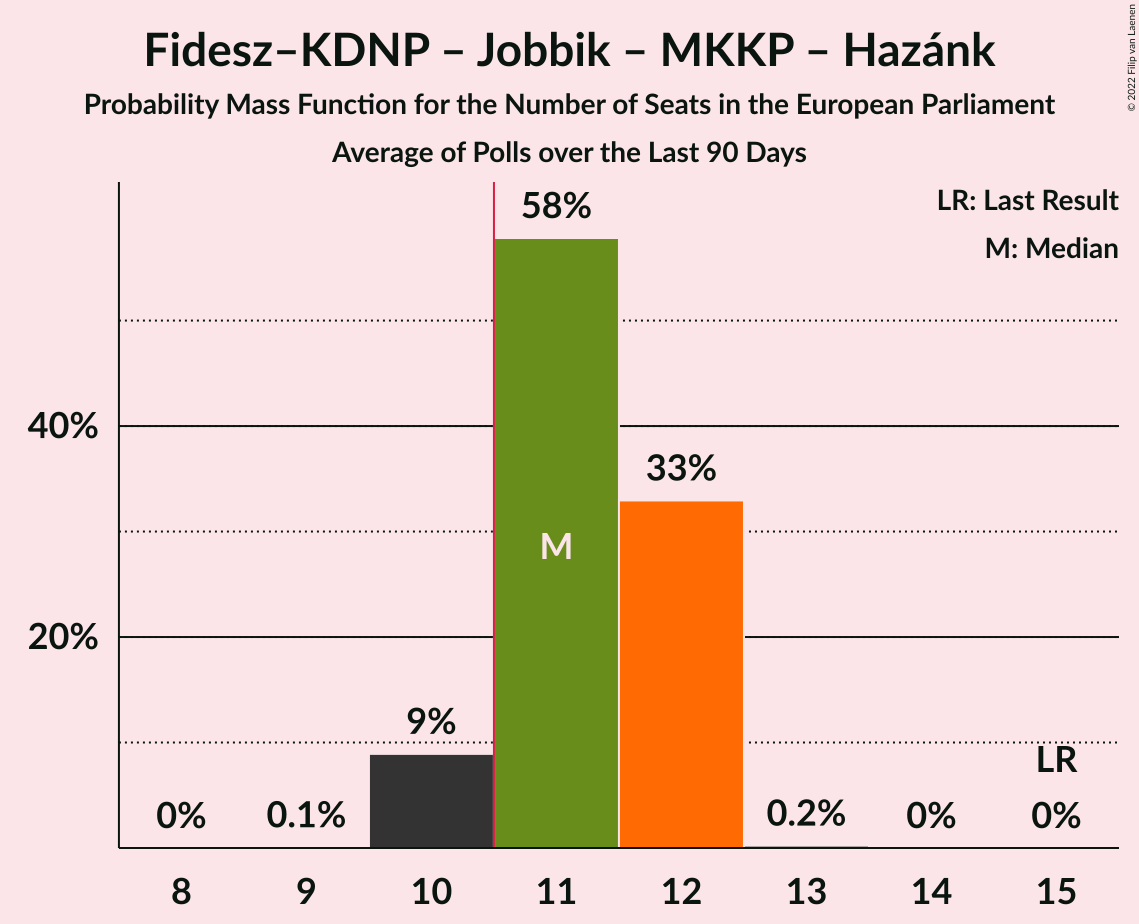 Fidesz–KDNP – Jobbik – MKKP – Hazánk
Probability Mass Function for the Number of Seats in the European Parliament
Average of Polls over the Last 90 Days
© 2022 Filip van Laenen
LR: Last Result
M: Median
58%
40%
33%
M
20%
9%
LR
0%
0.1%
0.2%
0%
0%
8
9
10
11
12
13
14
15